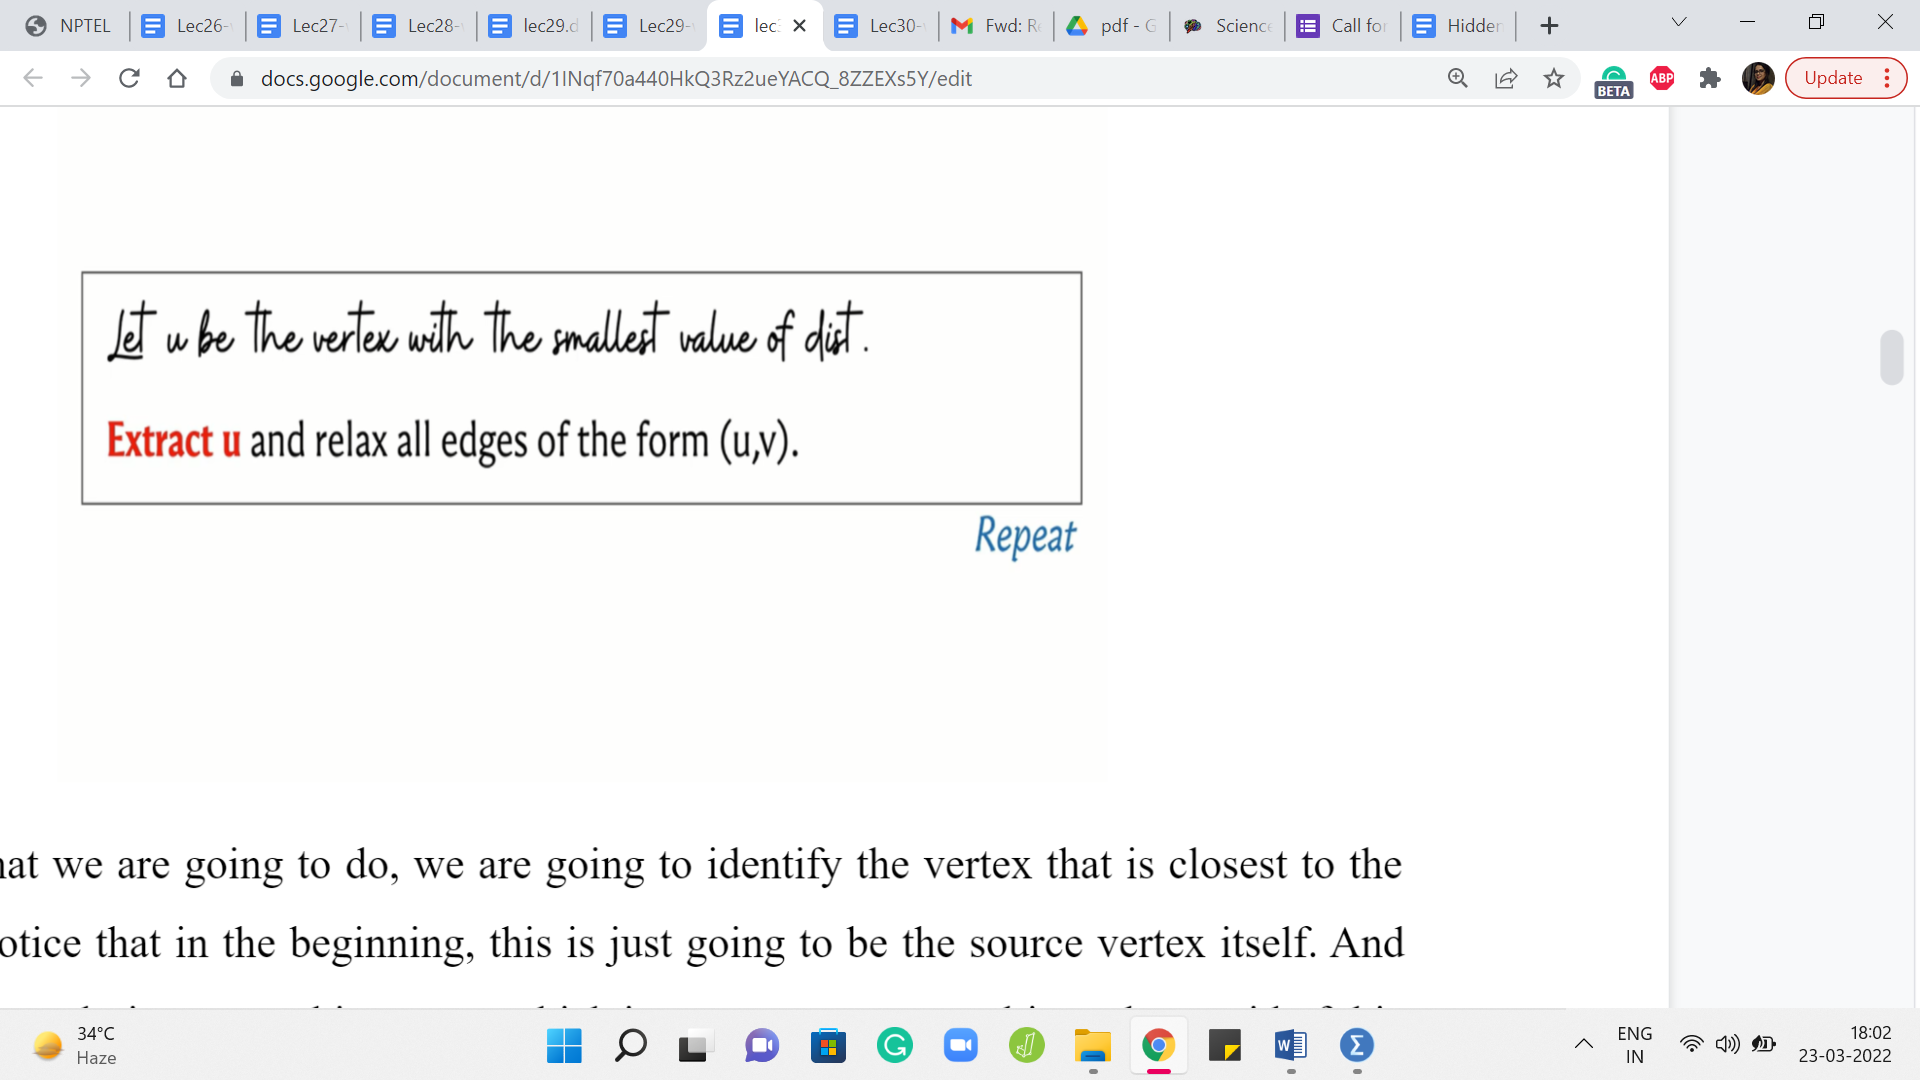 NPTEL
Lec26-
Lec27-
Lec28-
lec29.d
Lec29-
lec
Lec30-
Fwd: R
pdf - G
Science
Call for
Hidden
docs.google.com/document/d/1INqf70a440HkQ3Rz2ueYACQ_8ZZEXs5Y/edit
BETA
ABP
Update
Let u be the vertex with the smallest value of dist.
Extract u and relax all edges of the form (u,v).
Repeat
hat we are going to do, we are going to identify the vertex that is closest to the
otice that in the beginning, this is just going to be the source vertex itself. And
34°C
Haze
ENG
IN
18:02
23-03-2022